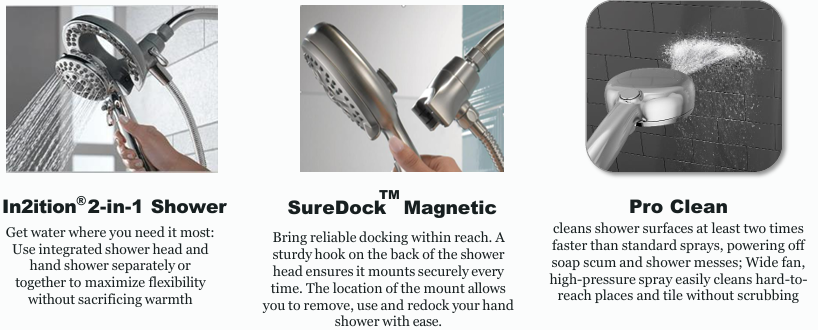 In2ition® 2-in-1 Shower
Get water where you need it most:
Use integrated shower head and
hand shower separately or
together to maximize flexibility
without sacrificing warmth
SureDock™ Magnetic
Bring reliable docking within reach. A
sturdy hook on the back of the shower
head ensures it mounts securely every
time. The location of the mount allows
you to remove, use and redock your hand
shower with ease.
Pro Clean
cleans shower surfaces at least two times
faster than standard sprays, powering off
soap scum and shower messes; Wide fan,
high-pressure spray easily cleans hard-to-
reach places and tile without scrubbing